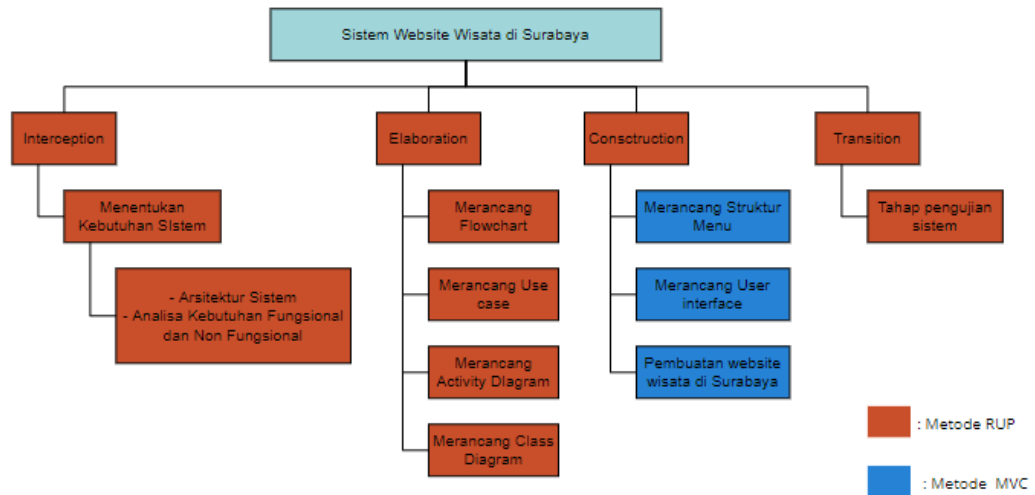 Sistem Website Wisata di Surabaya
Interception
Elaboration
Consctruction
Transition
Menentukan
Kebutuhan SIstem
- Arsitektur Sistem
- Analisa Kebutuhan Fungsional
dan Non Fungsional
Merancang
Flowchart
Merancang Use
case
Merancang
Activity DIagram
Merancang Class
Diagram
Merancang Struktur
Menu
Merancang User
interface
Pembuatan website
wisata di Surabaya
Tahap pengujian
sistem
: Metode RUP
: Metode MVC